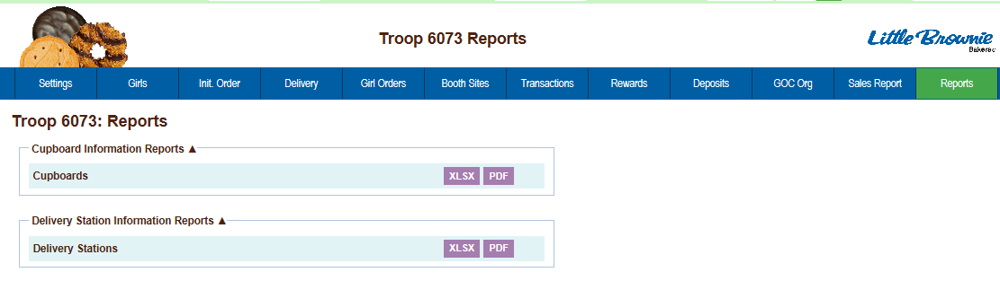 Troop 6073 Reports
Little Brownie
Bakers
Settings Girls Init. Order Delivery Girl Orders Booth Sites Transactions Rewards Deposits GOC Org Sales Report Reports
Troop 6073: Reports
Cupboard Information Reports ▲
Cupboards XLSX PDF
Delivery Station Information Reports ▲
Delivery Stations XLSX PDF